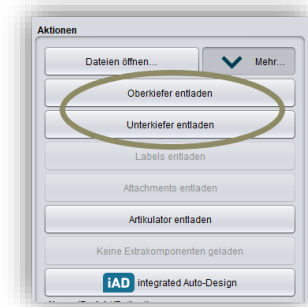 Aktionen
Dateien öffnen... Mehr...
Oberkiefer entladen
Unterkiefer entladen
Labels entladen
Attachments entladen
Artikulator entladen
Keine Extrakomponenten geladen
iAD integrated Auto-Design